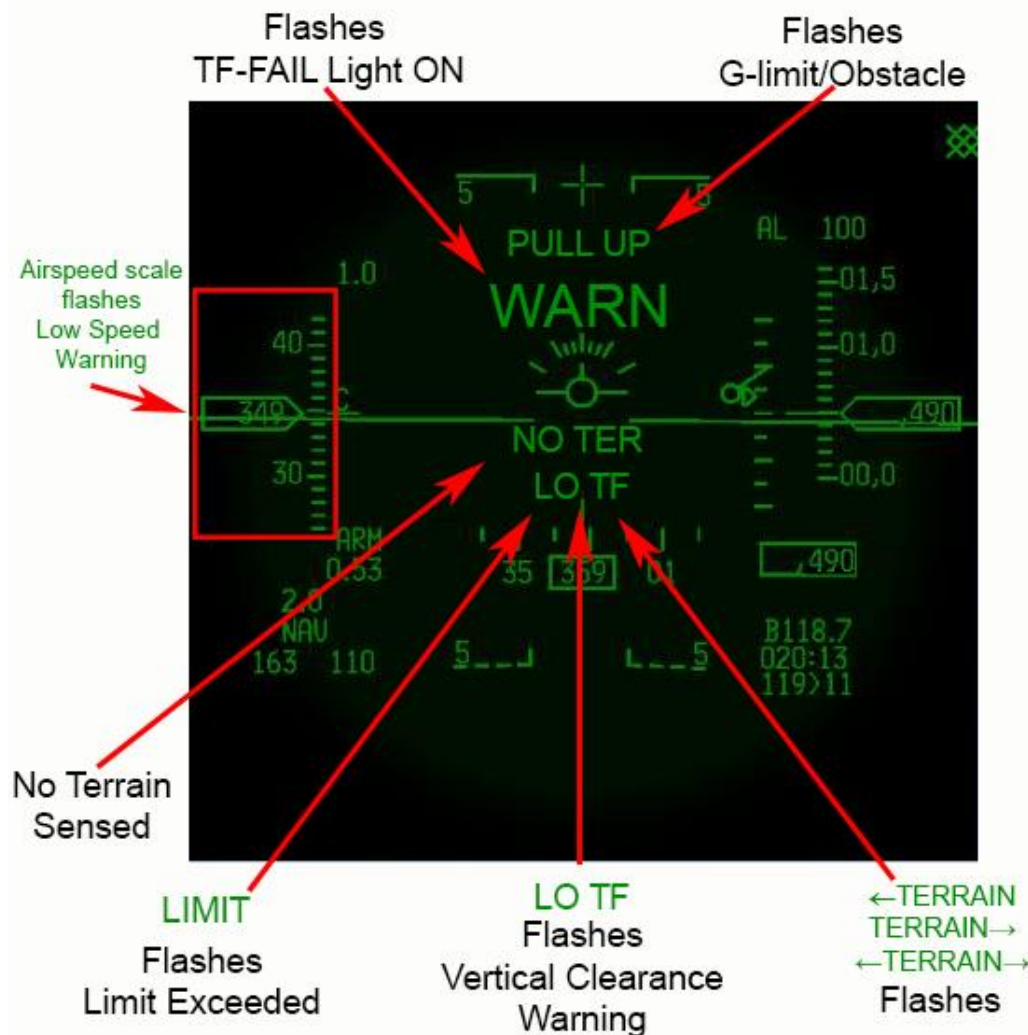 Flashes
TF-FAIL Light ON
Flashes
G-limit/Obstacle
5
5
PULL UP
AL 100
Airspeed scale
flashes
Low Speed
Warning
1.0
WARN
01,5
40
01,0
349
C
,490
NO TER
30
LO TF
00,0
ARM
0.53
35 359 01
,490
2.0
NAV
163 110
5
5
B118.7
020:13
119>11
No Terrain
Sensed
LIMIT
Flashes
Limit Exceeded
LO TF
Flashes
Vertical Clearance
Warning
←TERRAIN
TERRAIN→
←TERRAIN→
Flashes